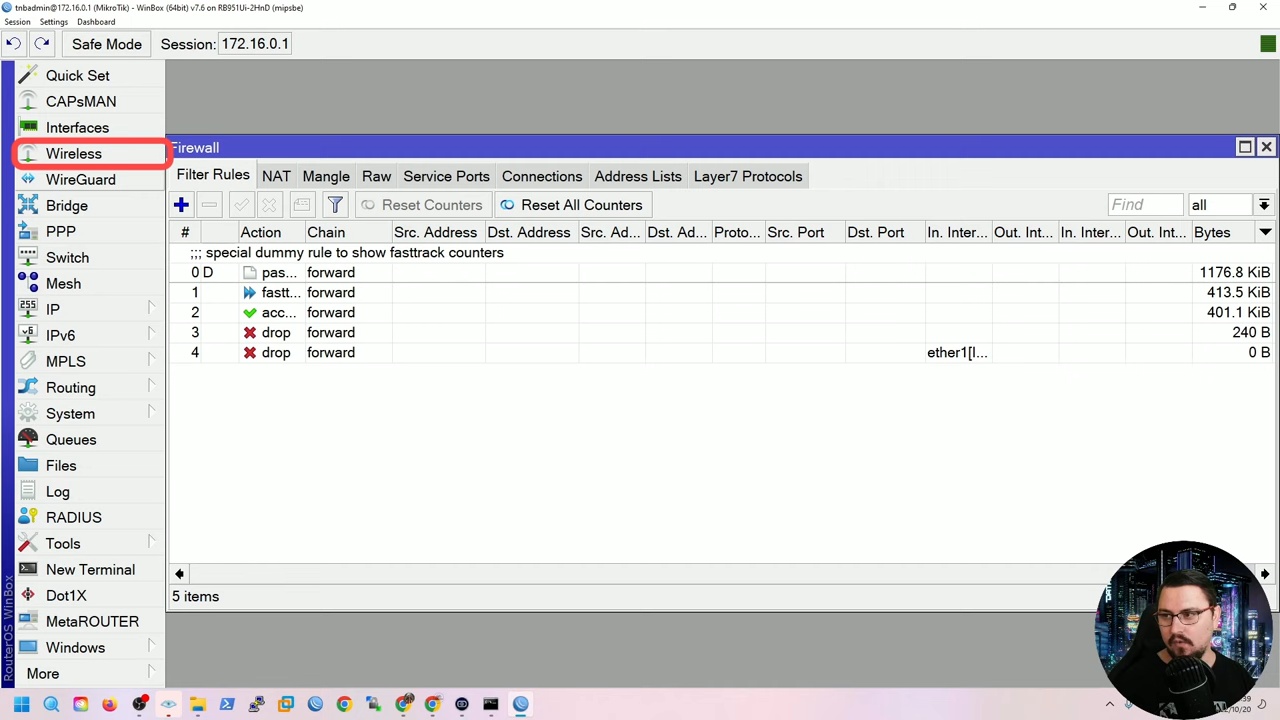 tnbadmin@172.16.0.1 (MikroTik) - WinBox (64bit) v7.6 on RB951Ui-2HnD (mipsbe)
Session Settings Dashboard
Safe Mode Session: 172.16.0.1
Quick Set
CAPsMAN
Interfaces
Wireless
WireGuard
Bridge
PPP
Switch
Mesh
IP
IPv6
MPLS
Routing
System
Queues
Files
Log
RADIUS
Tools
New Terminal
Dot1X
MetaROUTER
Windows
More
RouterOS WinBox
Firewall
Filter Rules NAT Mangle Raw Service Ports Connections Address Lists Layer7 Protocols
Reset Counters Reset All Counters Find all
# Action Chain Src. Address Dst. Address Src. Ad... Dst. Ad... Proto... Src. Port Dst. Port In. Inter... Out. Int... In. Inter... Out. Int... Bytes
;;; special dummy rule to show fasttrack counters
0 D pas... forward 1176.8 KiB
1 fastt... forward 413.5 KiB
2 acc... forward 401.1 KiB
3 drop forward 240 B
4 drop forward ether1[I... 0 B
5 items